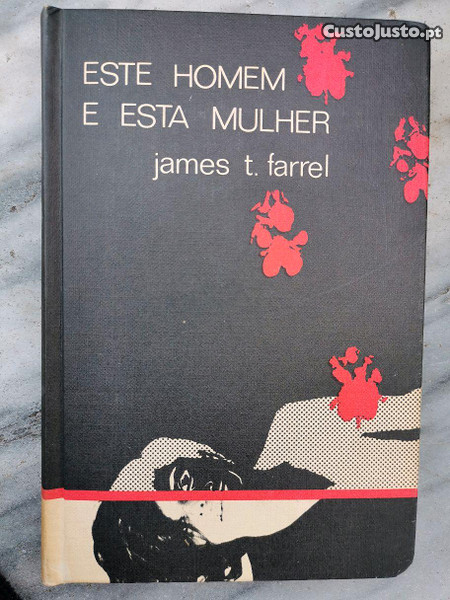 CustoJusto.pt
ESTE HOMEM
E ESTA MULHER
james t. farrel